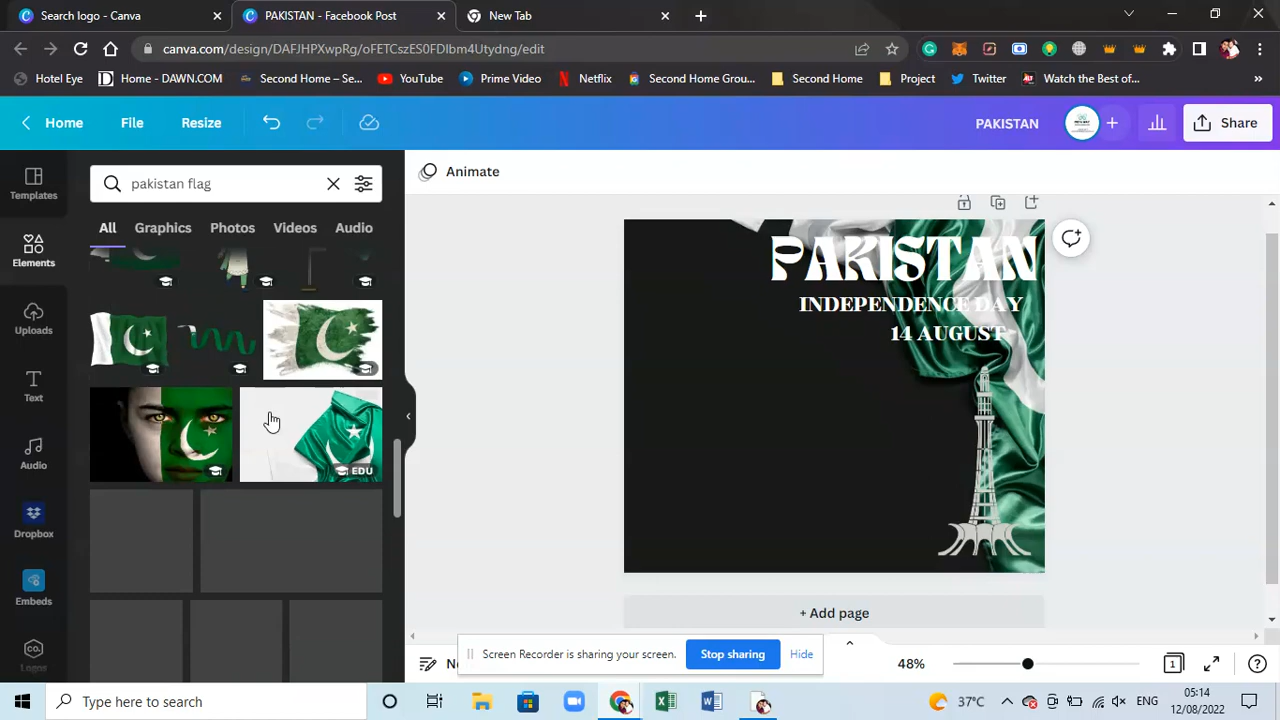 Search logo - Canva
PAKISTAN - Facebook Post
New Tab
canva.com/design/DAFJHPXwpRg/oFETCszES0FDIbm4Utydng/edit
Hotel Eye
Home - DAWN.COM
Second Home – Se...
YouTube
Prime Video
Netflix
Second Home Grou...
Second Home
Project
Twitter
Watch the Best of...
»
Home
File
Resize
PAKISTAN
Share
Templates
Elements
Uploads
Text
Audio
Dropbox
Embeds
Logos
pakistan flag
All
Graphics
Photos
Videos
Audio
EDU
Animate
PAKISTAN
INDEPENDENCE DAY
14 AUGUST
+ Add page
Screen Recorder is sharing your screen.
Stop sharing
Hide
48%
1
Type here to search
37°C
ENG
05:14
12/08/2022